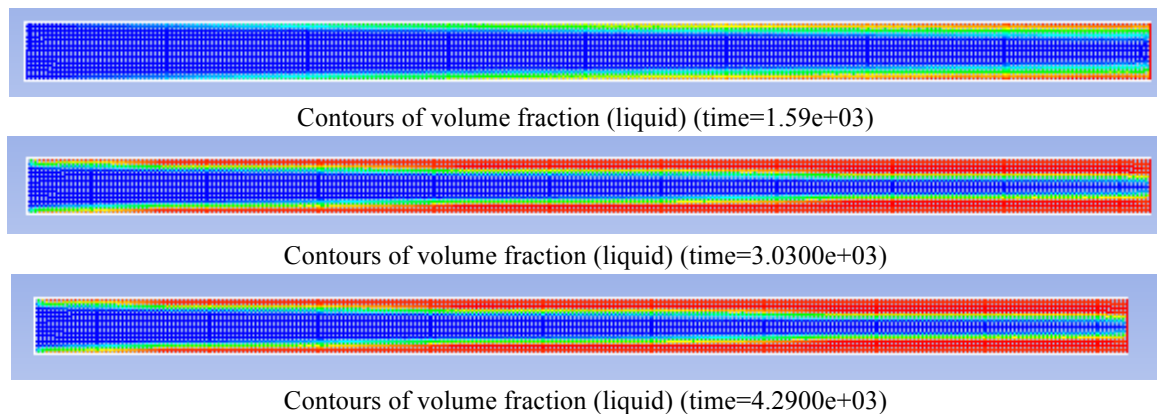 Contours of volume fraction (liquid) (time=1.59e+03)
Contours of volume fraction (liquid) (time=3.0300e+03)
Contours of volume fraction (liquid) (time=4.2900e+03)